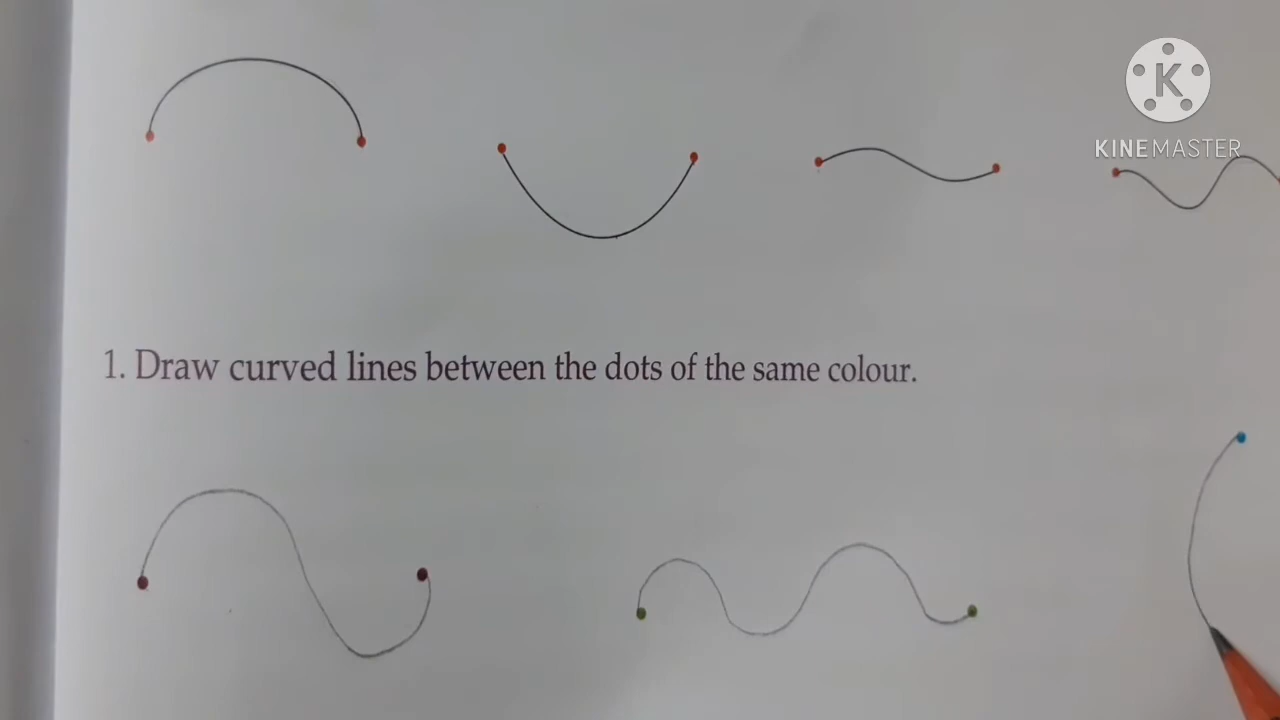 K
KINEMASTER
1. Draw curved lines between the dots of the same colour.